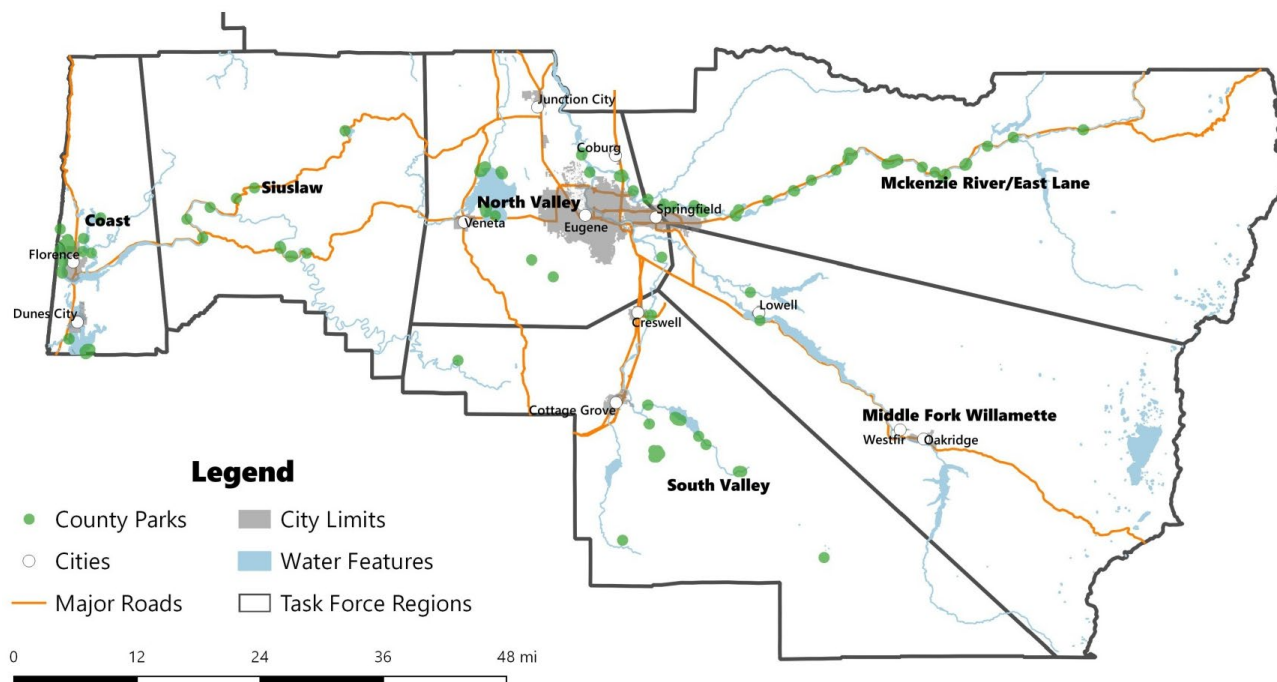 Junction City
Coburg
Siuslaw
Mckenzie River/East Lane
North Valley
Springfield
Coast
Veneta
Eugene
Florence
Dunes City
Lowell
Creswell
Cottage Grove
Middle Fork Willamette
Westfir
Oakridge
South Valley
Legend
County Parks
City Limits
Cities
Water Features
Major Roads
Task Force Regions
0 12 24 36 48 mi